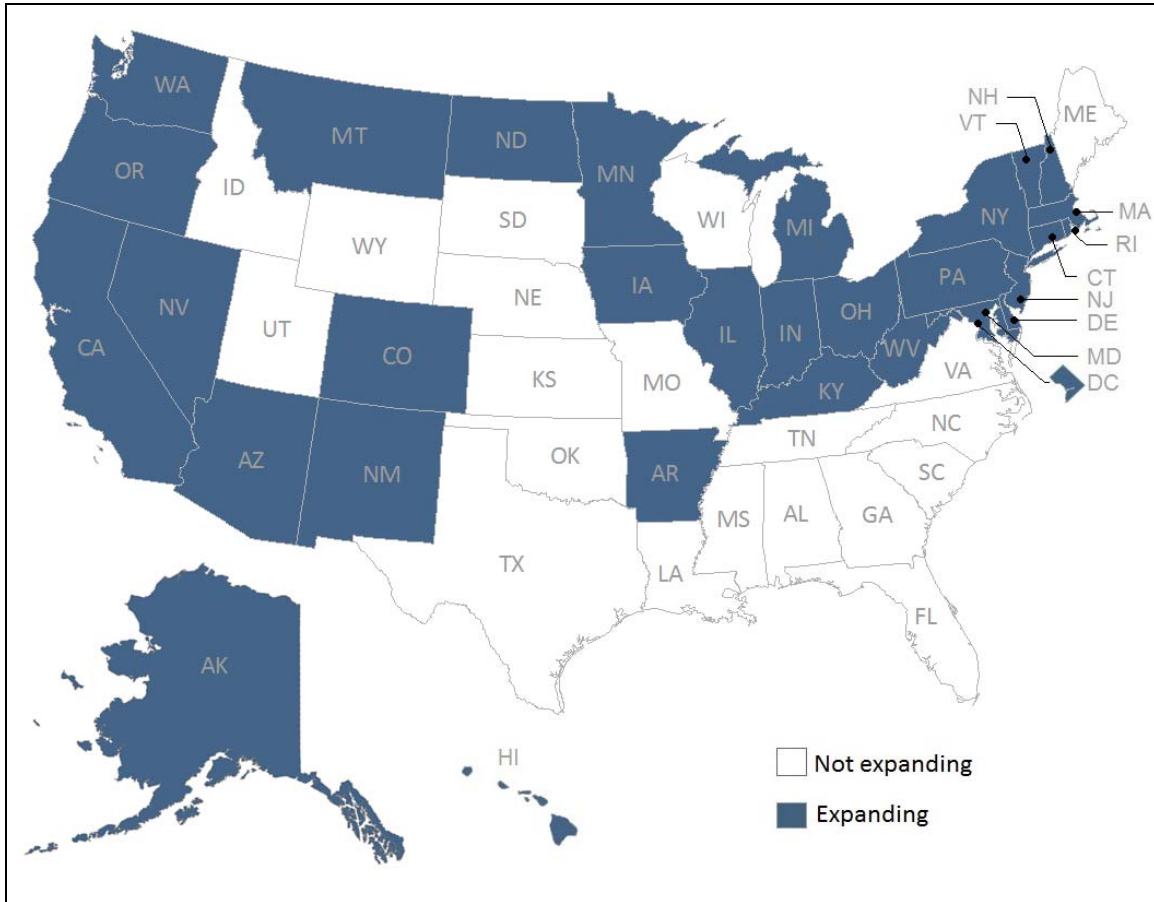 WA
MT
ND
MN
OR
ID
WY
SD
WI
MI
NY
NH
VT
ME
MA
RI
CT
NJ
DE
MD
DC
PA
NV
UT
CO
NE
IA
IL
IN
OH
WV
VA
CA
KS
MO
KY
AZ
NM
OK
AR
TN
NC
SC
MS
AL
GA
TX
LA
FL
AK
HI
Not expanding
Expanding